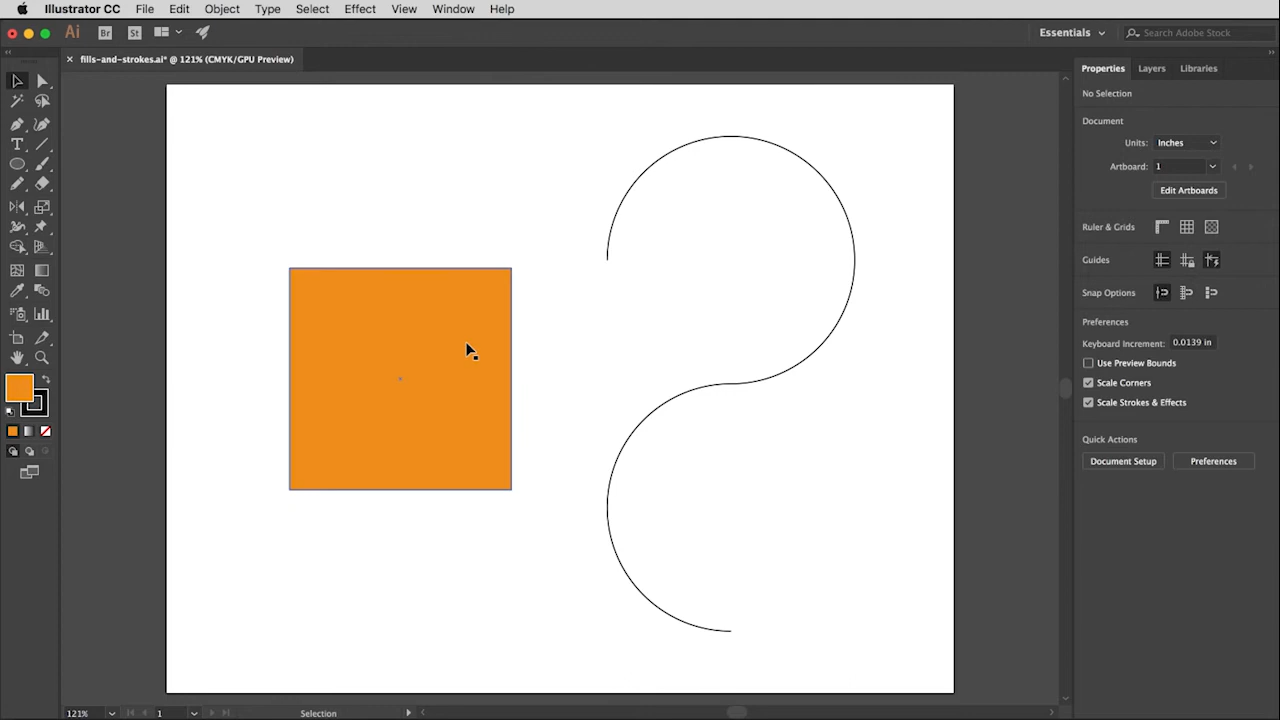 Illustrator CC File Edit Object Type Select Effect View Window Help
Ai Br St Essentials Search Adobe Stock
fills-and-strokes.ai* @ 121% (CMYK/GPU Preview)
Properties Layers Libraries
No Selection
Document
Units: Inches
Artboard: 1
Edit Artboards
Ruler & Grids
Guides
Snap Options
Preferences
Keyboard Increment: 0.0139 in
Use Preview Bounds
Scale Corners
Scale Strokes & Effects
Quick Actions
Document Setup Preferences
121% 1 Selection